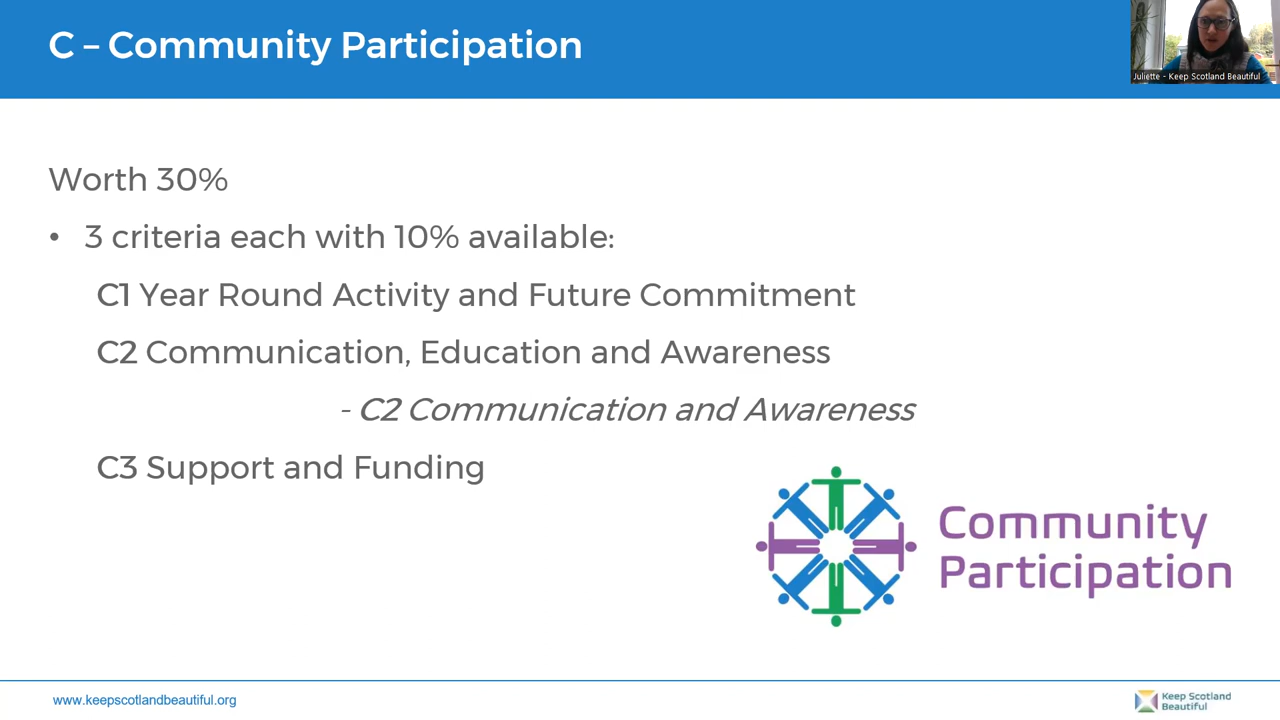 C – Community Participation
Juliette - Keep Scotland Beautiful
Worth 30%
• 3 criteria each with 10% available:
C1 Year Round Activity and Future Commitment
C2 Communication, Education and Awareness
- C2 Communication and Awareness
C3 Support and Funding
Community
Participation
www.keepscotlandbeautiful.org
Keep Scotland
Beautiful